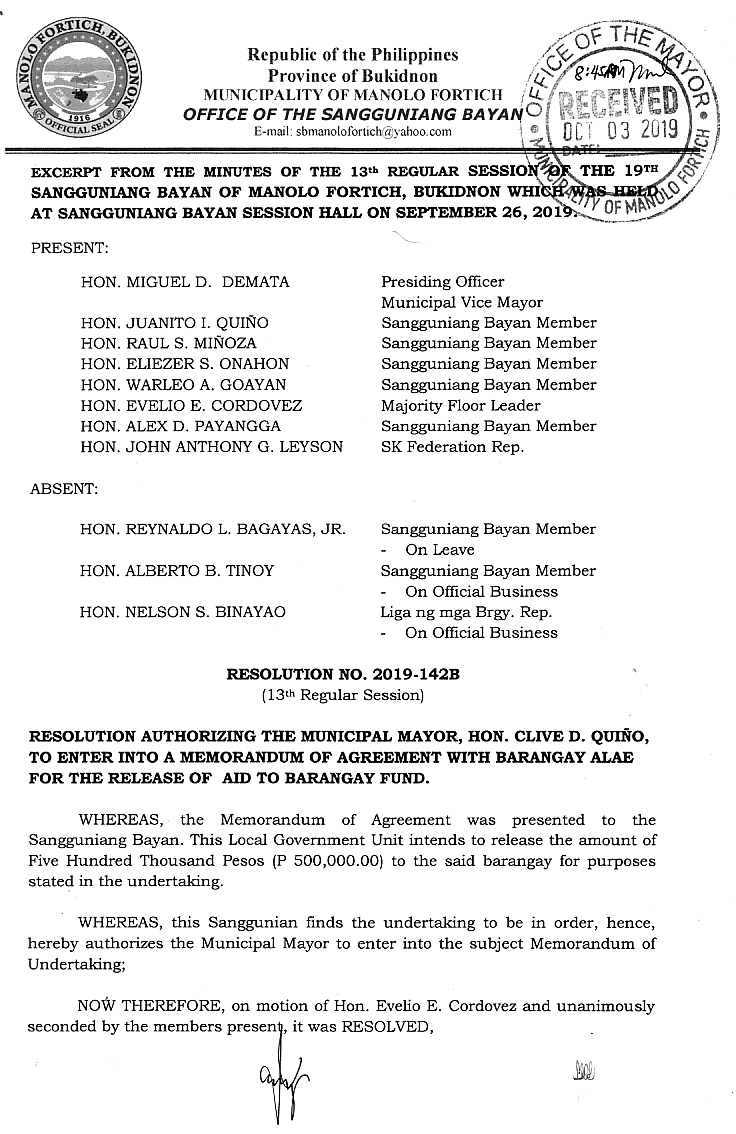 MANOLO FORTICH, BUKIDNON
1916
OFFICIAL SEAL
Republic of the Philippines
Province of Bukidnon
MUNICIPALITY OF MANOLO FORTICH
OFFICE OF THE SANGGUNIANG BAYAN
E-mail: sbmanolofortich@yahoo.com
OFFICE OF THE MAYOR
8:45AM
RECEIVED
OCT 03 2019
DATE:
MUNICIPALITY OF MANOLO FORTICH
EXCERPT FROM THE MINUTES OF THE 13th REGULAR SESSION OF THE 19TH
SANGGUNIANG BAYAN OF MANOLO FORTICH, BUKIDNON WHICH WAS HELD
AT SANGGUNIANG BAYAN SESSION HALL ON SEPTEMBER 26, 2019.
PRESENT:
HON. MIGUEL D. DEMATA Presiding Officer
Municipal Vice Mayor
HON. JUANITO I. QUIÑO Sangguniang Bayan Member
HON. RAUL S. MIÑOZA Sangguniang Bayan Member
HON. ELIEZER S. ONAHON Sangguniang Bayan Member
HON. WARLEO A. GOAYAN Sangguniang Bayan Member
HON. EVELIO E. CORDOVEZ Majority Floor Leader
HON. ALEX D. PAYANGGA Sangguniang Bayan Member
HON. JOHN ANTHONY G. LEYSON SK Federation Rep.
ABSENT:
HON. REYNALDO L. BAGAYAS, JR. Sangguniang Bayan Member
- On Leave
HON. ALBERTO B. TINOY Sangguniang Bayan Member
- On Official Business
HON. NELSON S. BINAYAO Liga ng mga Brgy. Rep.
- On Official Business
RESOLUTION NO. 2019-142B
(13th Regular Session)
RESOLUTION AUTHORIZING THE MUNICIPAL MAYOR, HON. CLIVE D. QUIÑO,
TO ENTER INTO A MEMORANDUM OF AGREEMENT WITH BARANGAY ALAE
FOR THE RELEASE OF AID TO BARANGAY FUND.
WHEREAS, the Memorandum of Agreement was presented to the
Sangguniang Bayan. This Local Government Unit intends to release the amount of
Five Hundred Thousand Pesos (P 500,000.00) to the said barangay for purposes
stated in the undertaking.
WHEREAS, this Sanggunian finds the undertaking to be in order, hence,
hereby authorizes the Municipal Mayor to enter into the subject Memorandum of
Undertaking;
NOW THEREFORE, on motion of Hon. Evelio E. Cordovez and unanimously
seconded by the members present, it was RESOLVED,